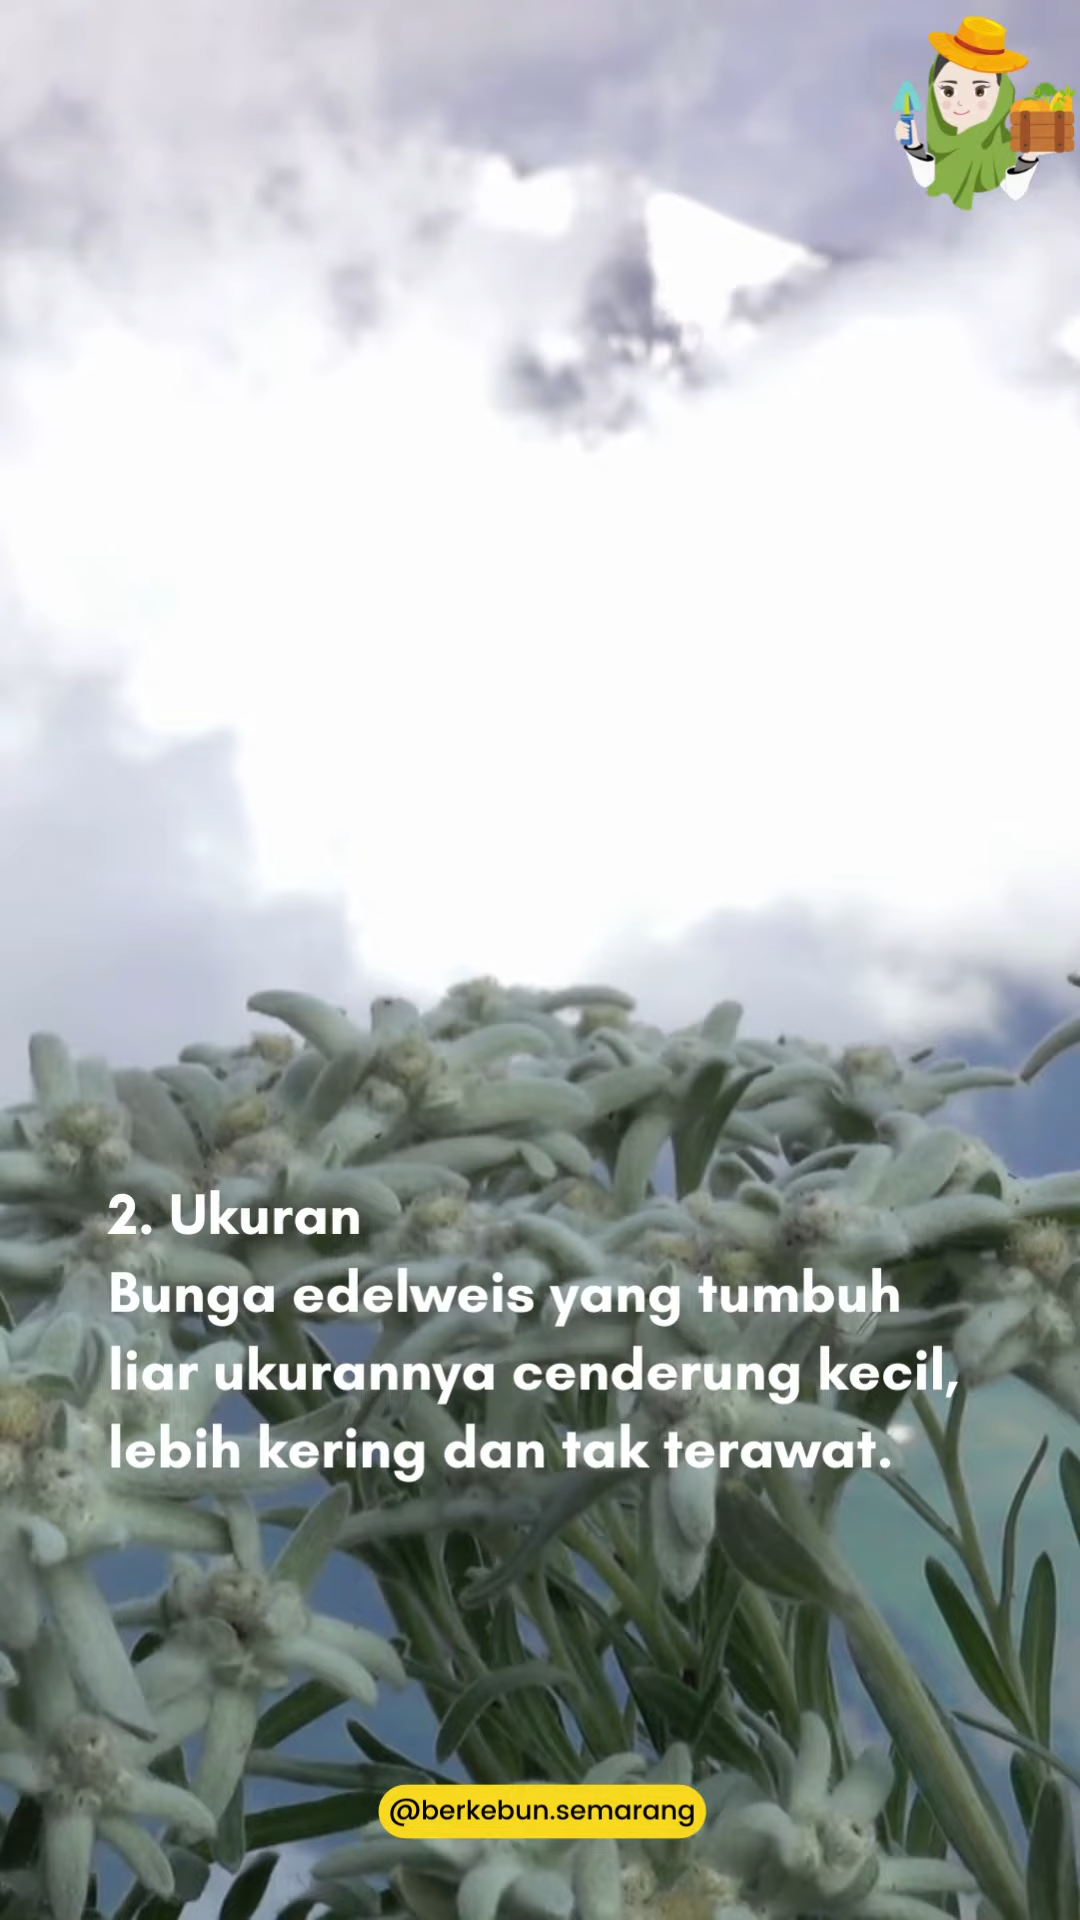 2. Ukuran
Bunga edelweis yang tumbuh
liar ukurannya cenderung kecil,
lebih kering dan tak terawat.
@berkebun.semarang